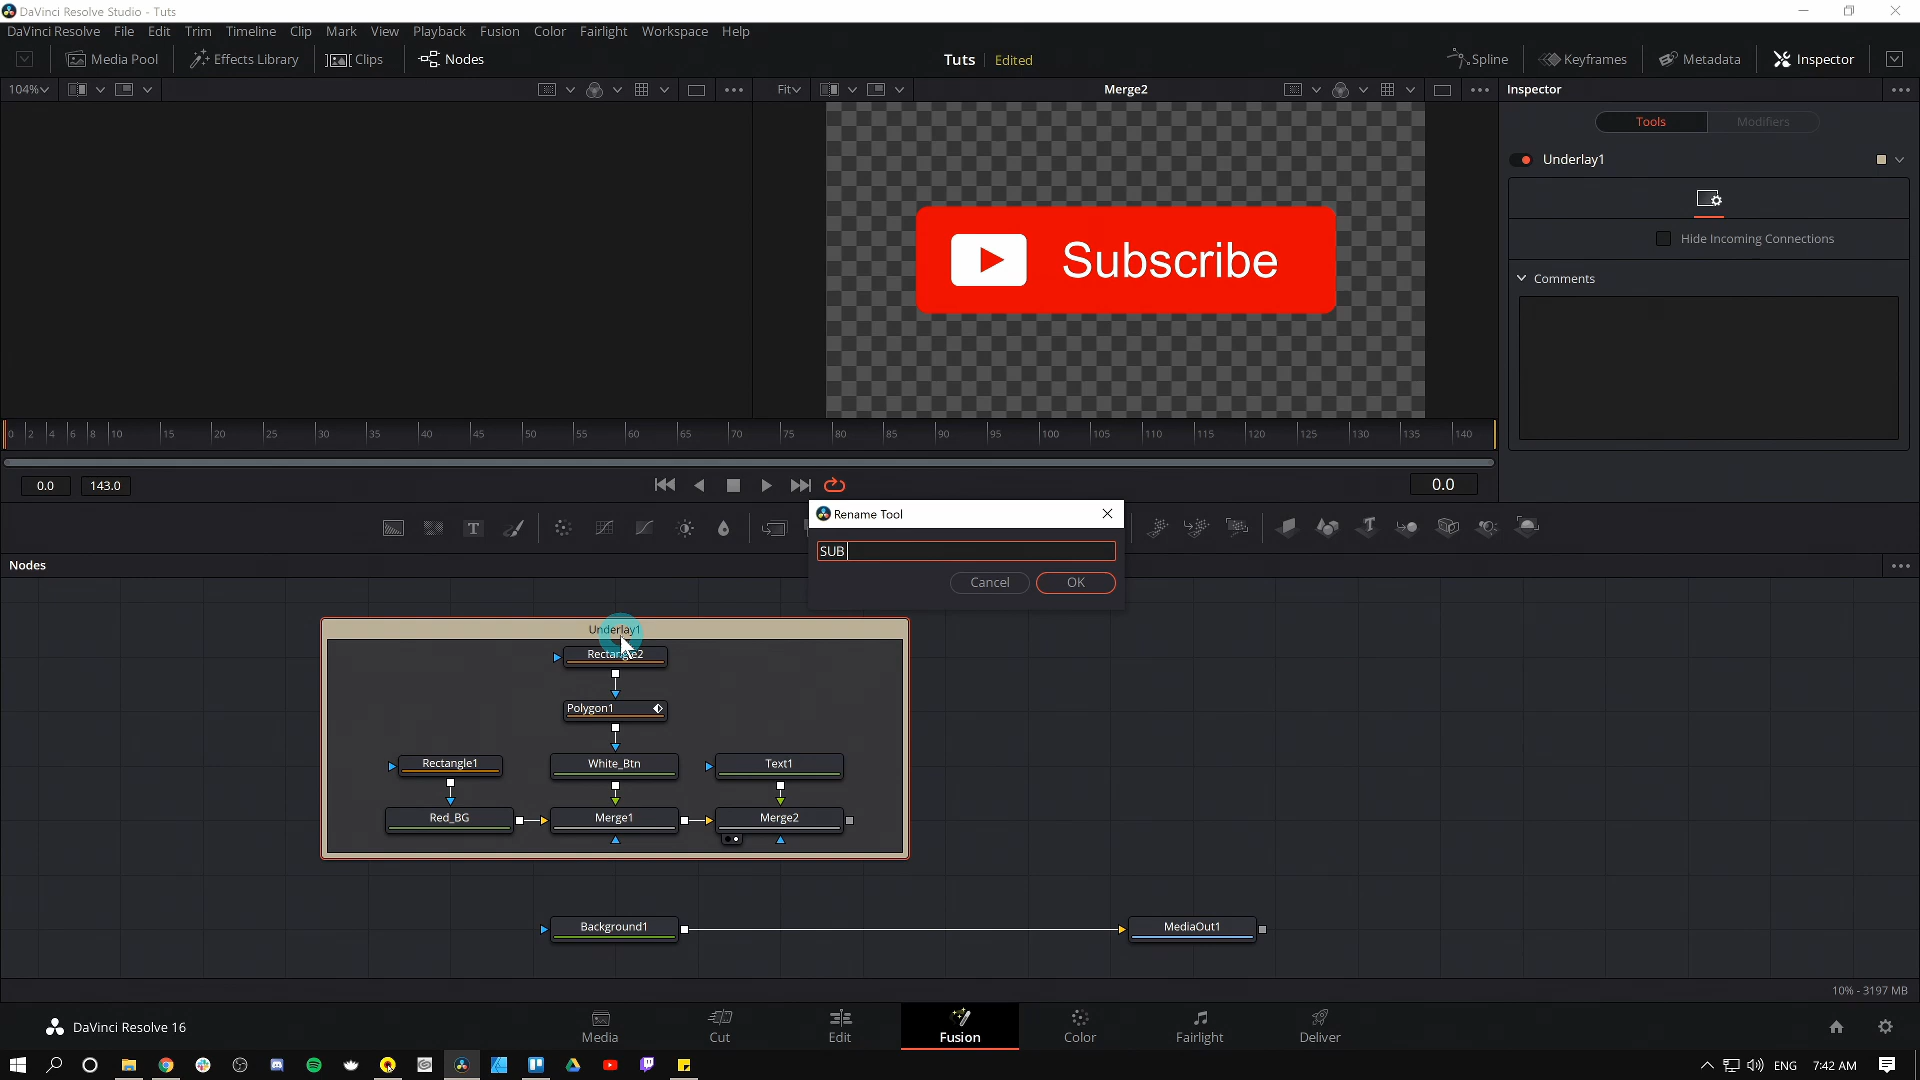 DaVinci Resolve Studio - Tuts
DaVinci Resolve File Edit Trim Timeline Clip Mark View Playback Fusion Color Fairlight Workspace Help
Media Pool Effects Library Clips Nodes Tuts Edited Spline Keyframes Metadata Inspector
104% Fit Merge2 Inspector
Tools Modifiers
Underlay1
Hide Incoming Connections
Comments
Subscribe
0 2 4 6 8 10 15 20 25 30 35 40 45 50 55 60 65 70 75 80 85 90 95 100 105 110 115 120 125 130 135 140
0.0 143.0 0.0
Rename Tool
SUB
Cancel OK
Nodes
Underlay1
Rectangle2
Polygon1
Rectangle1 White_Btn Text1
Red_BG Merge1 Merge2
Background1 MediaOut1
10% - 3197 MB
DaVinci Resolve 16
Media Cut Edit Fusion Color Fairlight Deliver
ENG 7:42 AM